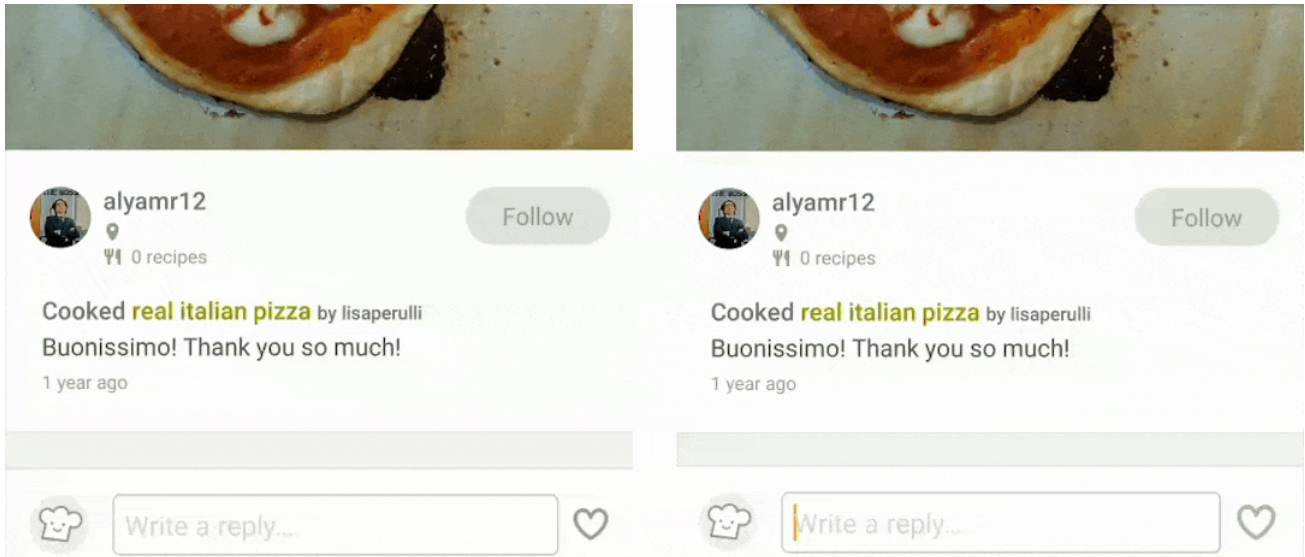 alyamr12
Follow
0 recipes
Cooked real italian pizza by lisaperulli
Buonissimo! Thank you so much!
1 year ago
Write a reply...
alyamr12
Follow
0 recipes
Cooked real italian pizza by lisaperulli
Buonissimo! Thank you so much!
1 year ago
Write a reply...